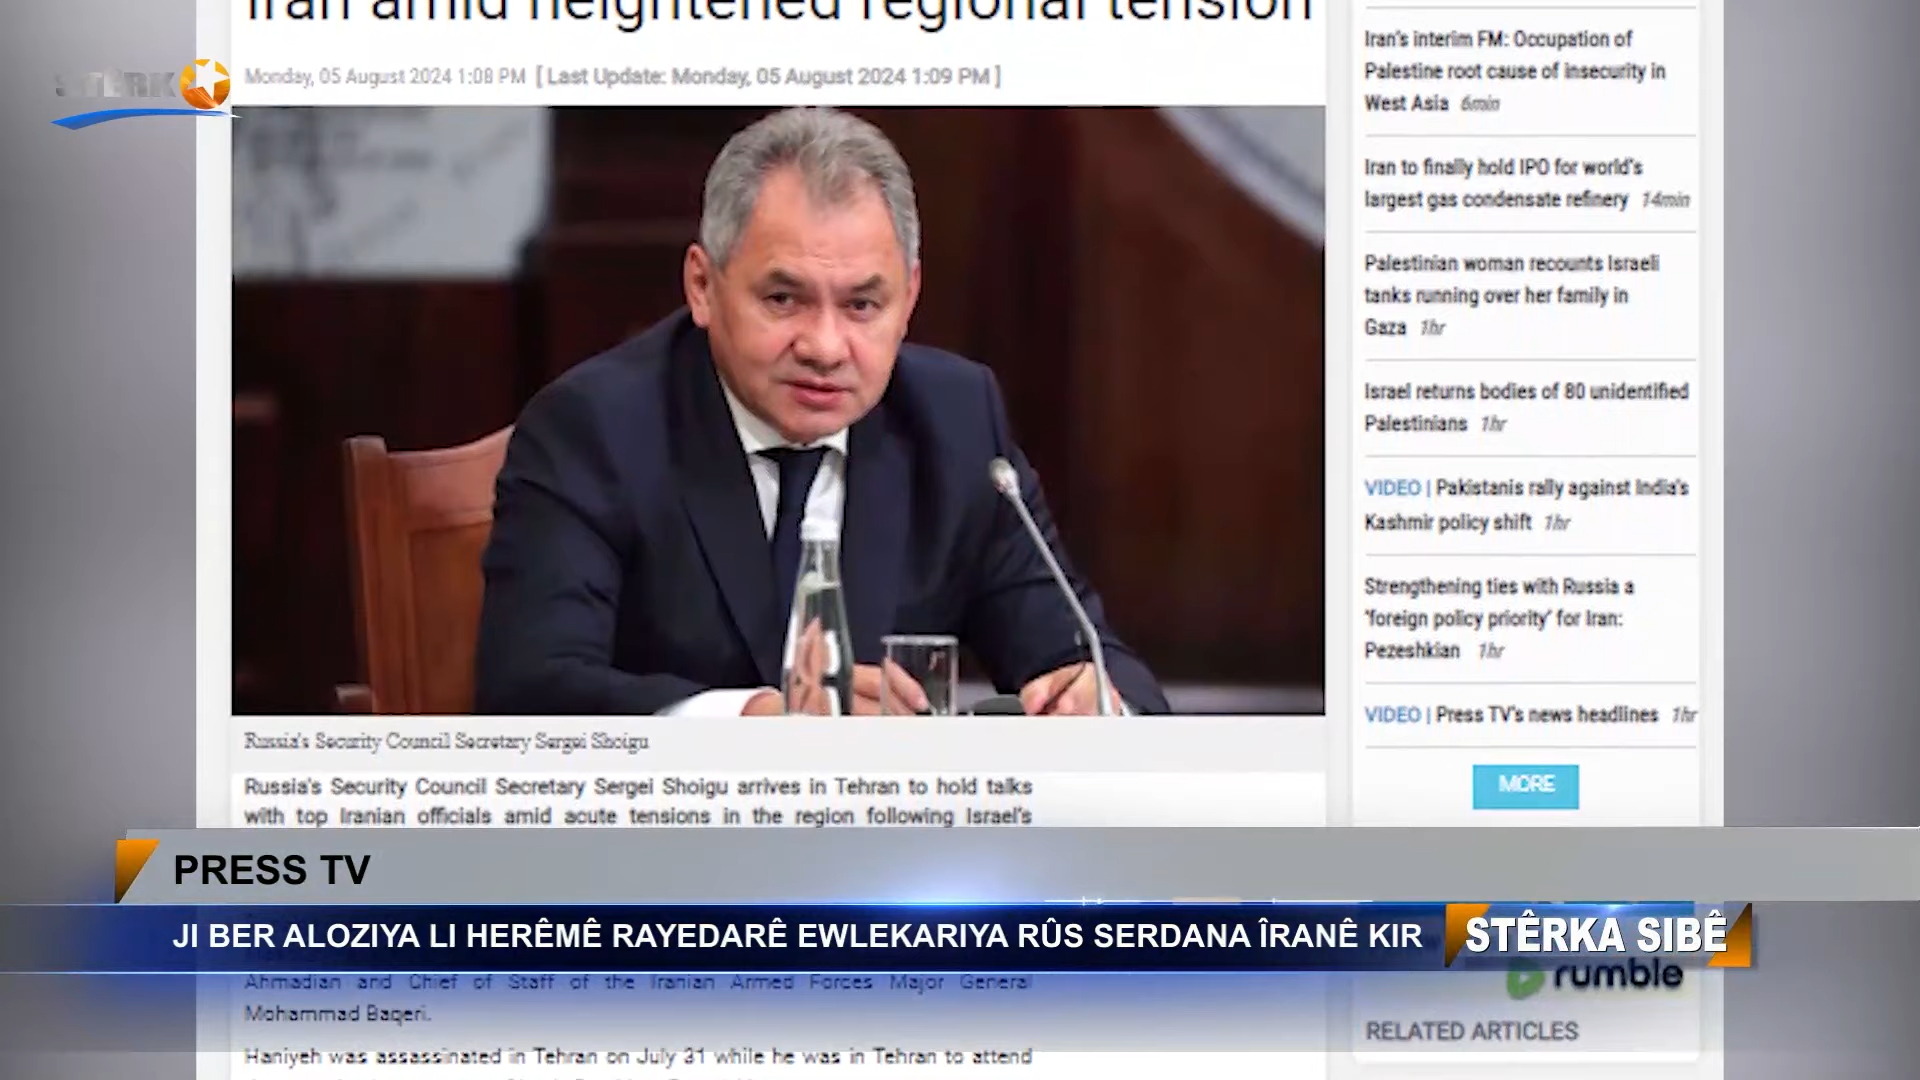 Iran amid heightened regional tension
STÊRK
Monday, 05 August 2024 1:08 PM [ Last Update: Monday, 05 August 2024 1:09 PM ]
Russia's Security Council Secretary Sergei Shoigu
Russia's Security Council Secretary Sergei Shoigu arrives in Tehran to hold talks
with top Iranian officials amid acute tensions in the region following Israel's
Iran's interim FM: Occupation of
Palestine root cause of insecurity in
West Asia 6min
Iran to finally hold IPO for world's
largest gas condensate refinery 14min
Palestinian woman recounts Israeli
tanks running over her family in
Gaza 1hr
Israel returns bodies of 80 unidentified
Palestinians 1hr
VIDEO | Pakistanis rally against India's
Kashmir policy shift 1hr
Strengthening ties with Russia a
'foreign policy priority' for Iran:
Pezeshkian 1hr
VIDEO | Press TV's news headlines 1hr
MORE
PRESS TV
JI BER ALOZIYA LI HERÊMÊ RAYEDARÊ EWLEKARIYA RÛS SERDANA ÎRANÊ KIR
STÊRKA SIBÊ
Ahmadian and Chief of Staff of the Iranian Armed Forces Major General
Mohammad Baqeri.
Haniyeh was assassinated in Tehran on July 31 while he was in Tehran to attend
rumble
RELATED ARTICLES